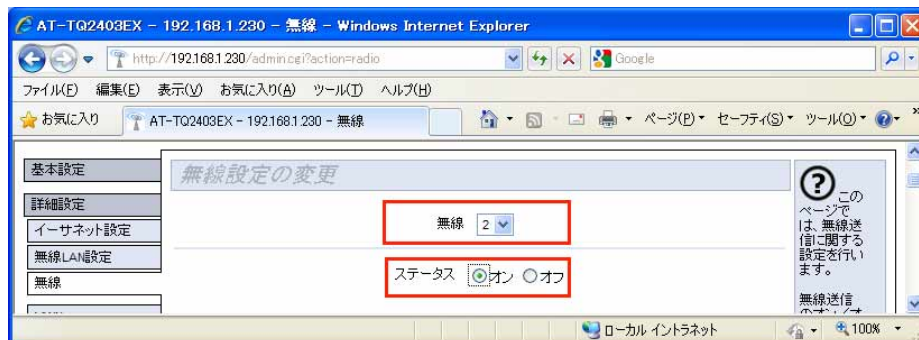 AT-TQ2403EX - 192.168.1.230 - 無線 - Windows Internet Explorer
http://192.168.1.230/admin.cgi?action=radio
Google
ファイル(F) 編集(E) 表示(V) お気に入り(A) ツール(T) ヘルプ(H)
お気に入り
AT-TQ2403EX - 192.168.1.230 - 無線
ページ(P) セーフティ(S) ツール(O)
基本設定
詳細設定
イーサネット設定
無線LAN設定
無線
無線設定の変更
無線 2
ステータス オン オフ
この
ページで
は、無線送
信に関する
設定を行い
ます。
無線送信
ローカル イントラネット
100%